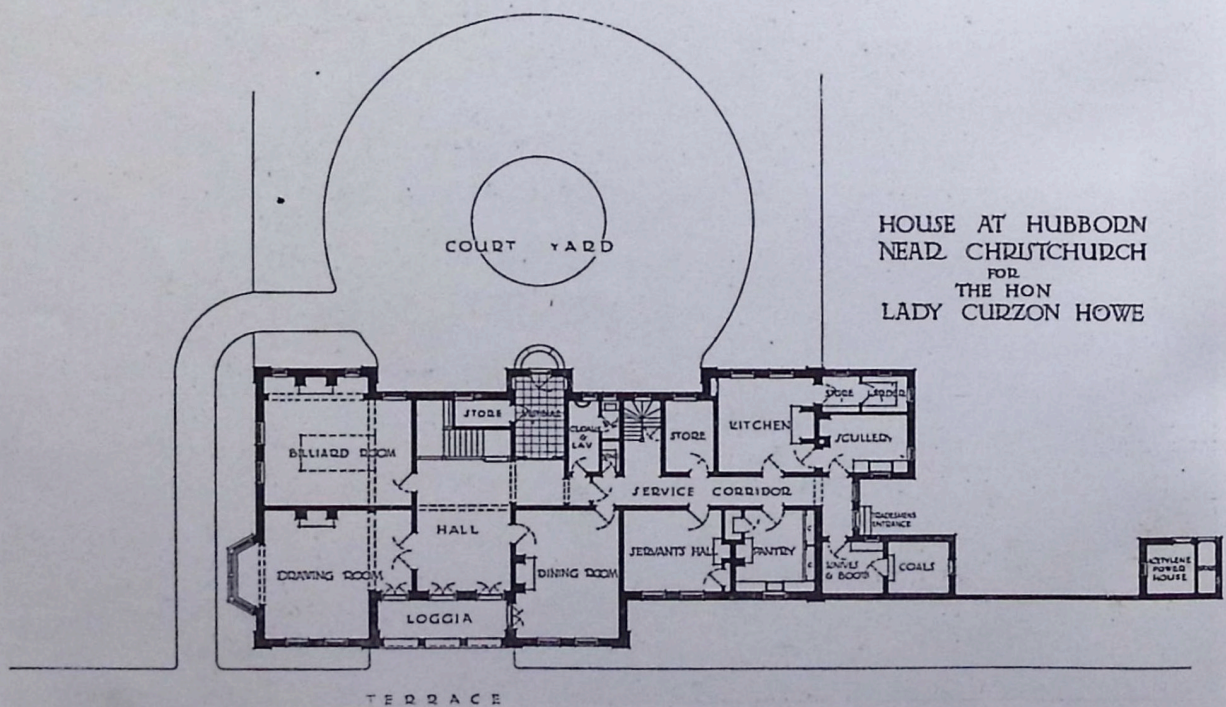 COURT YARD
HOUSE AT HUBBORN
NEAR CHRISTCHURCH
FOR
THE HON
LADY CURZON HOWE
STORE
CLOAKS
& LAV
STORE
KITCHEN
STORE
LARDER
SCULLERY
BILLIARD ROOM
SERVICE CORRIDOR
TRADESMENS
ENTRANCE
HALL
DRAWING ROOM
DINING ROOM
SERVANTS HALL
PANTRY
C
C
KNIVES
& BOOTS
COALS
ACETYLENE
POWER
HOUSE
LOGGIA
TERRACE